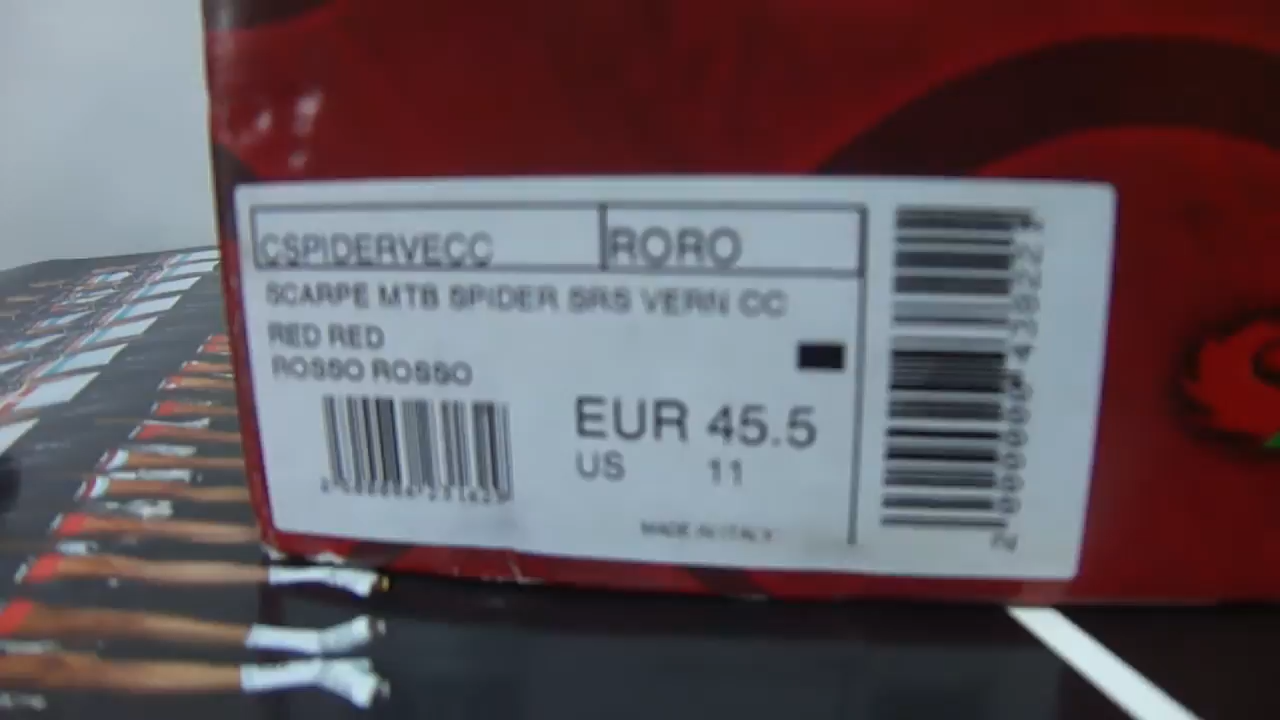 CSPIDERVECC RORO
SCARPE MTB SPIDER SRS VERN CC
RED RED
ROSSO ROSSO
EUR 45.5
US 11
MADE IN ITALY